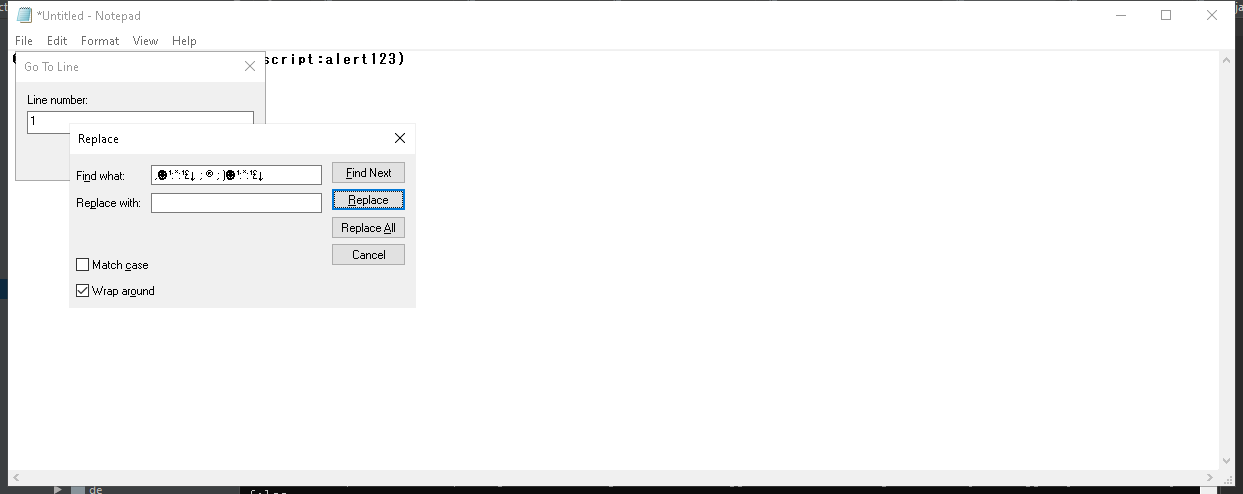 *Untitled - Notepad
File Edit Format View Help
script:alert123)
Go To Line
Line number:
1
Replace
Find what:
Find Next
Replace with:
Replace
Replace All
Cancel
Match case
Wrap around
de